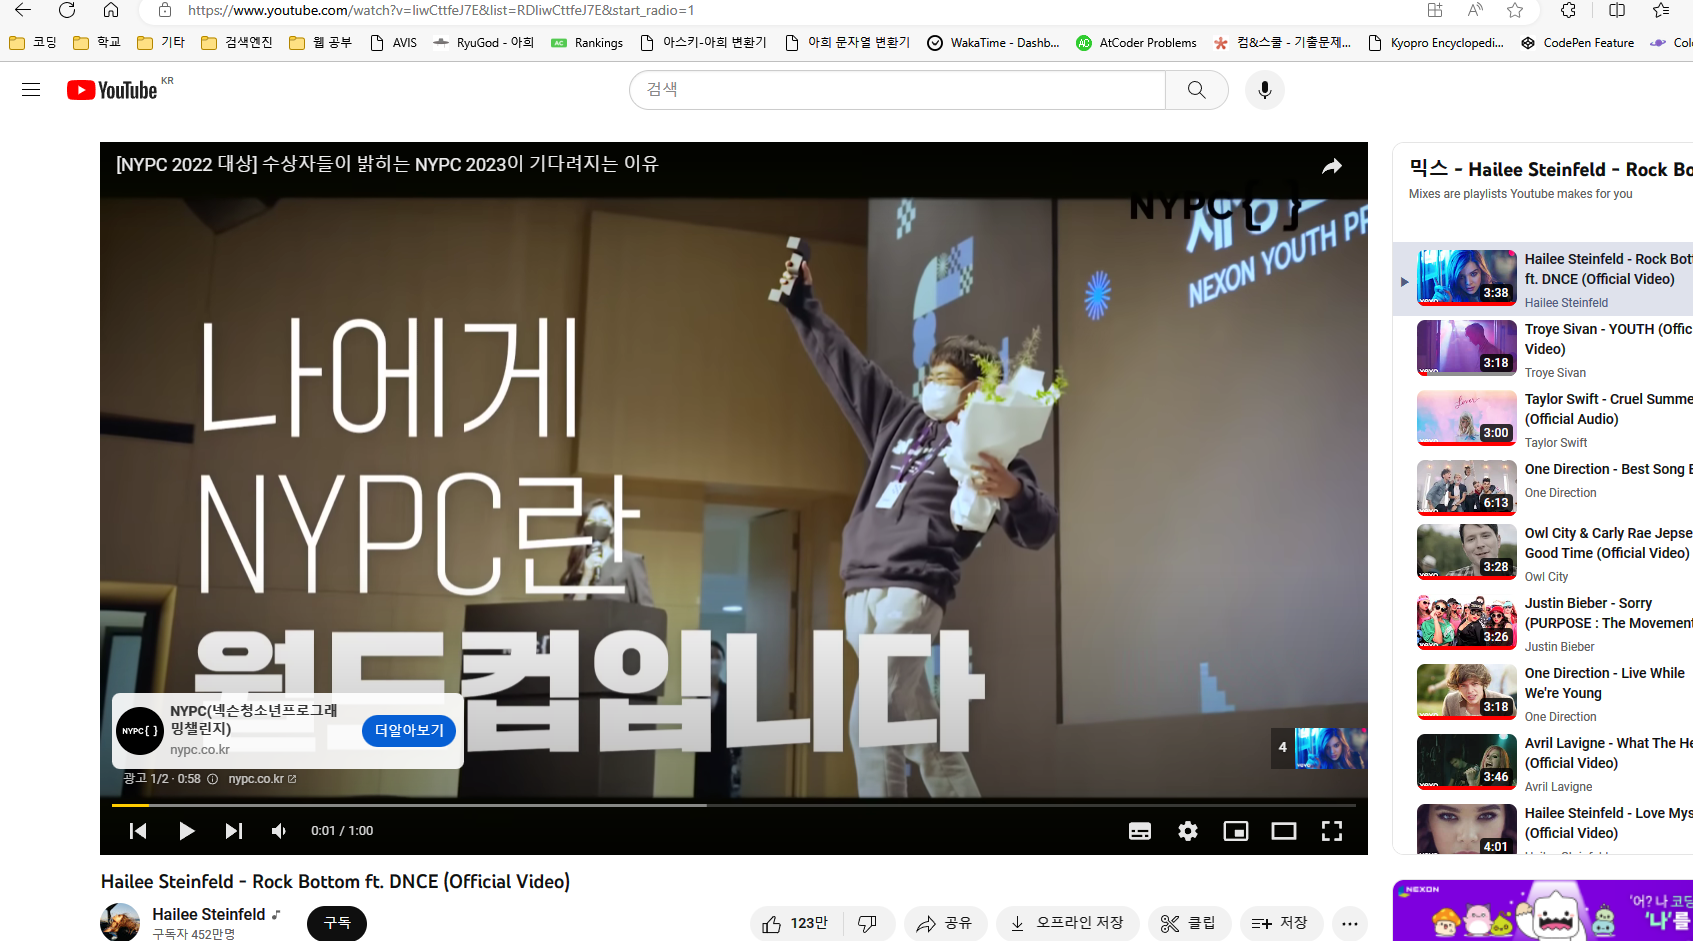 https://www.youtube.com/watch?v=IiwCttfeJ7E&list=RDIiwCttfeJ7E&start_radio=1
코딩 학교 기타 검색엔진 웹 공부 AVIS RyuGod - 아희 Rankings 아스키-아희 변환기 아희 문자열 변환기 WakaTime - Dashb... AtCoder Problems 컴&스쿨 - 기출문제... Kyopro Encyclopedi... CodePen Feature
YouTube KR
검색
[NYPC 2022 대상] 수상자들이 밝히는 NYPC 2023이 기다려지는 이유
NYPC{ }
NEXON YOUTH PR
나에게
NYPC란
월드컵입니다
NYPC{ }
NYPC(넥슨청소년프로그래
밍챌린지)
nypc.co.kr
더알아보기
광고 1/2 · 0:58 nypc.co.kr
4
0:01 / 1:00
Hailee Steinfeld - Rock Bottom ft. DNCE (Official Video)
Hailee Steinfeld
구독자 452만명
구독
123만
공유
오프라인 저장
클립
저장
믹스 - Hailee Steinfeld - Rock Bo
Mixes are playlists Youtube makes for you
Hailee Steinfeld - Rock Bott
ft. DNCE (Official Video)
Hailee Steinfeld
3:38
Troye Sivan - YOUTH (Offic
Video)
Troye Sivan
3:18
Taylor Swift - Cruel Summe
(Official Audio)
Taylor Swift
3:00
One Direction - Best Song E
One Direction
6:13
Owl City & Carly Rae Jepse
Good Time (Official Video)
Owl City
3:28
Justin Bieber - Sorry
(PURPOSE : The Movement
Justin Bieber
3:26
One Direction - Live While
We're Young
One Direction
3:18
Avril Lavigne - What The He
(Official Video)
Avril Lavigne
3:46
Hailee Steinfeld - Love Mys
(Official Video)
4:01
NEXON
'어? 나 코딩
'나'를